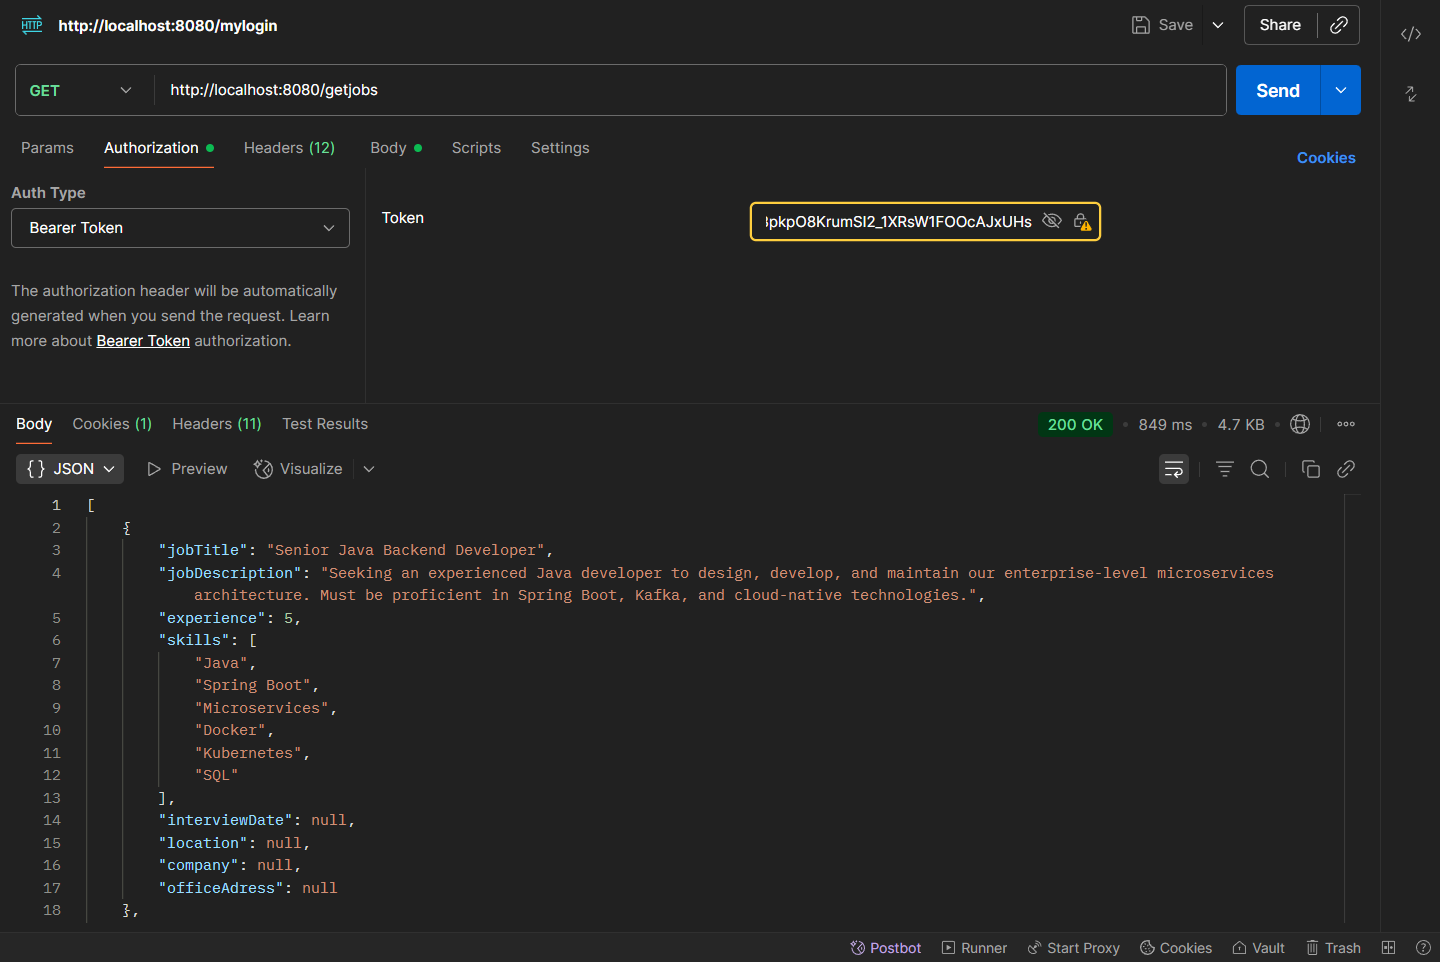 HTTP http://localhost:8080/mylogin Save Share
GET http://localhost:8080/getjobs Send
Params Authorization Headers (12) Body Scripts Settings Cookies
Auth Type
Bearer Token
Token
3pkpO8KrumSI2_1XRsW1FOOcAJxUHs
The authorization header will be automatically
generated when you send the request. Learn
more about Bearer Token authorization.
Body Cookies (1) Headers (11) Test Results 200 OK 849 ms 4.7 KB
{} JSON Preview Visualize
1 [
2 {
3 "jobTitle": "Senior Java Backend Developer",
4 "jobDescription": "Seeking an experienced Java developer to design, develop, and maintain our enterprise-level microservices
architecture. Must be proficient in Spring Boot, Kafka, and cloud-native technologies.",
5 "experience": 5,
6 "skills": [
7 "Java",
8 "Spring Boot",
9 "Microservices",
10 "Docker",
11 "Kubernetes",
12 "SQL"
13 ],
14 "interviewDate": null,
15 "location": null,
16 "company": null,
17 "officeAdress": null
18 },
Postbot Runner Start Proxy Cookies Vault Trash